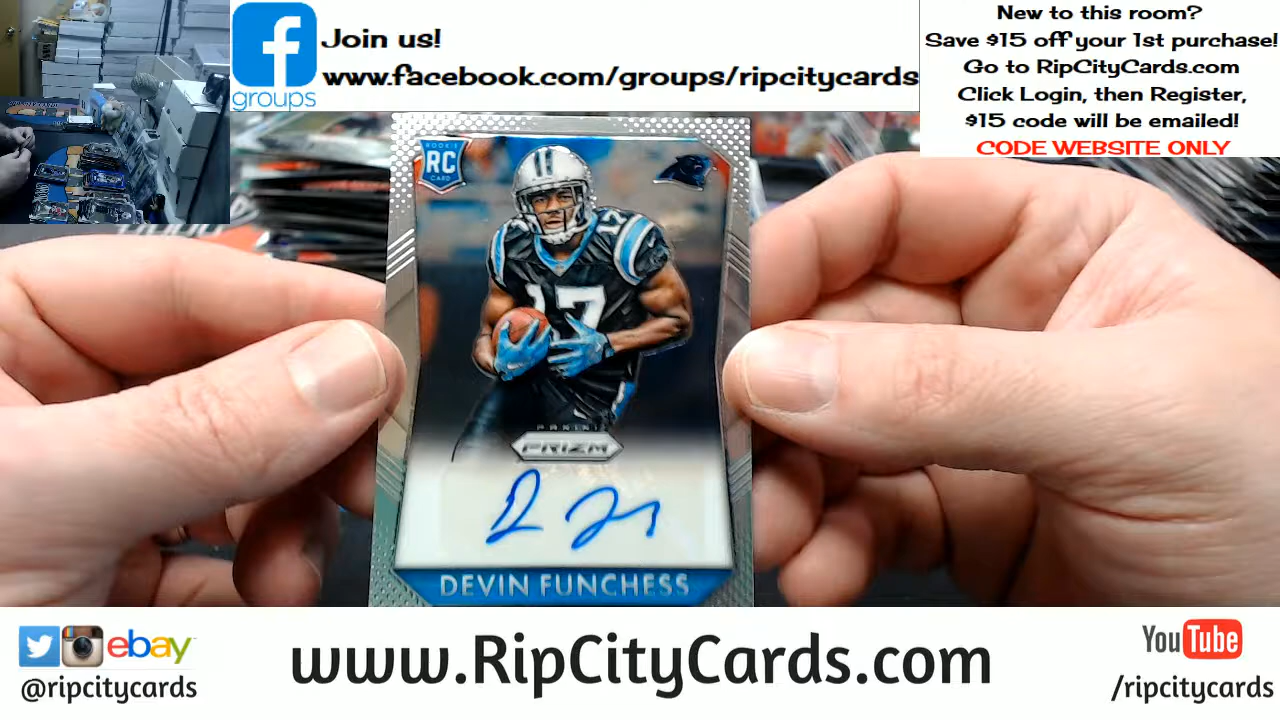 Join us!
www.facebook.com/groups/ripcitycards
groups
New to this room?
Save $15 off your 1st purchase!
Go to RipCityCards.com
Click Login, then Register,
$15 code will be emailed!
CODE WEBSITE ONLY
ROOKIE
RC
CARD
17
17
PANINI
PRIZM
DEVIN FUNCHESS
ebay
@ripcitycards
www.RipCityCards.com
YouTube
/ripcitycards